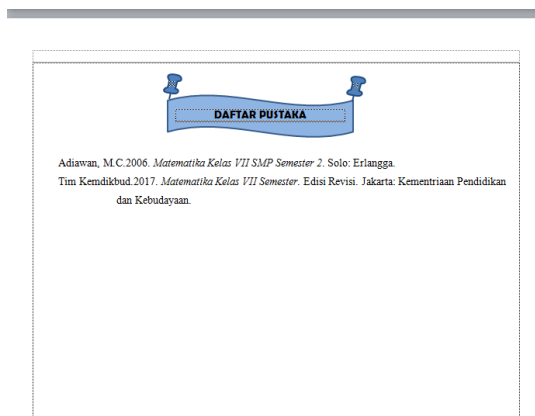 DAFTAR PUSTAKA
Adiawan, M.C.2006. Matematika Kelas VII SMP Semester 2. Solo: Erlangga.
Tim Kemdikbud.2017. Matematika Kelas VII Semester. Edisi Revisi. Jakarta: Kementriaan Pendidikan
dan Kebudayaan.